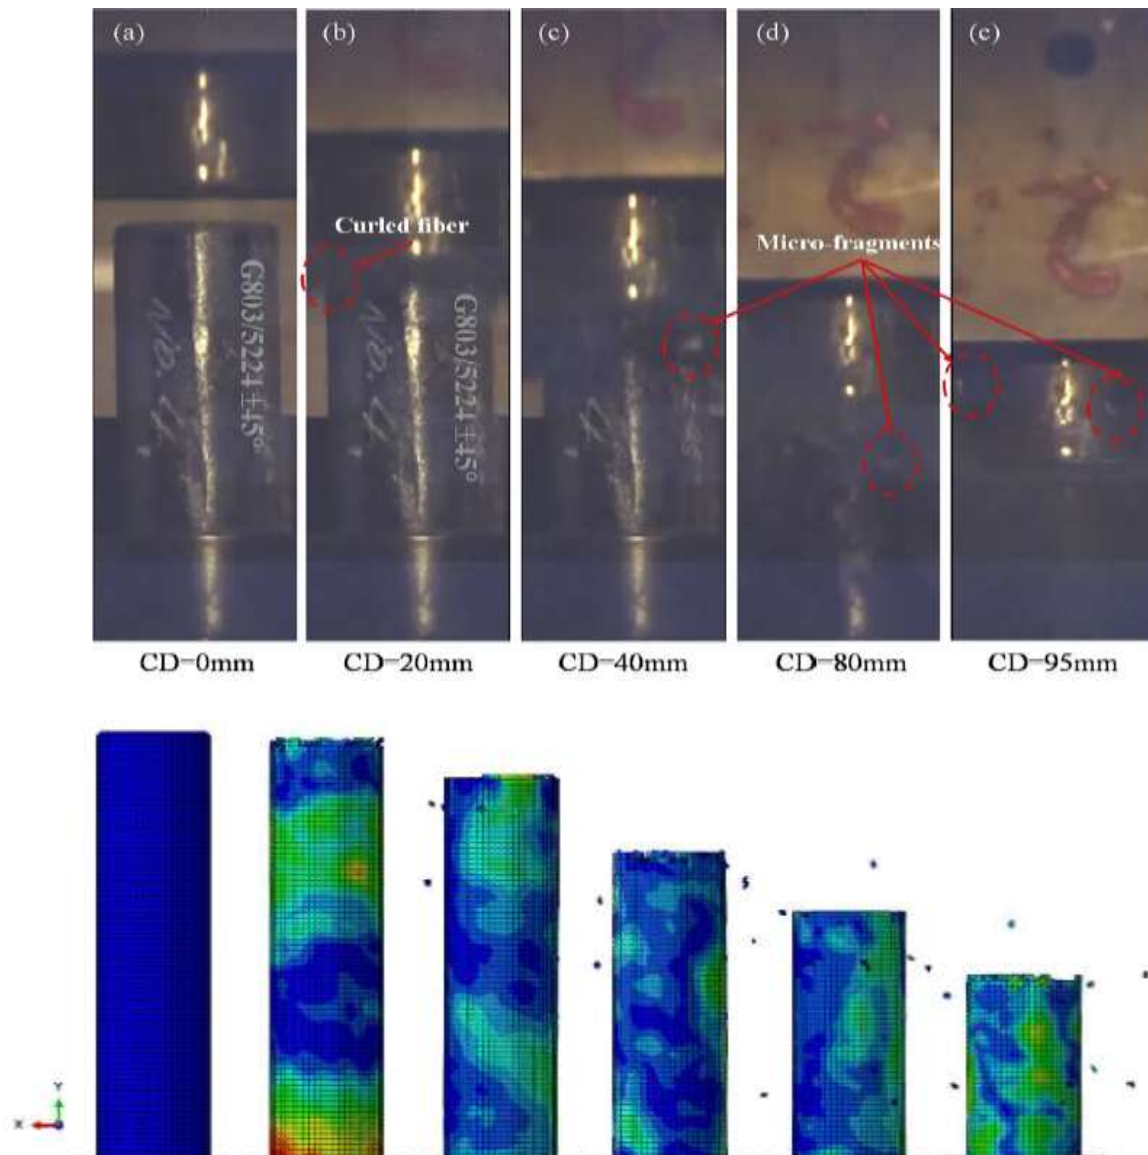 (a)
(b)
(c)
(d)
(e)
Curled fiber
Micro-fragments
G803/5224±45°
G803/5224±45°
CD=0mm
CD=20mm
CD=40mm
CD=80mm
CD=95mm
Y
X